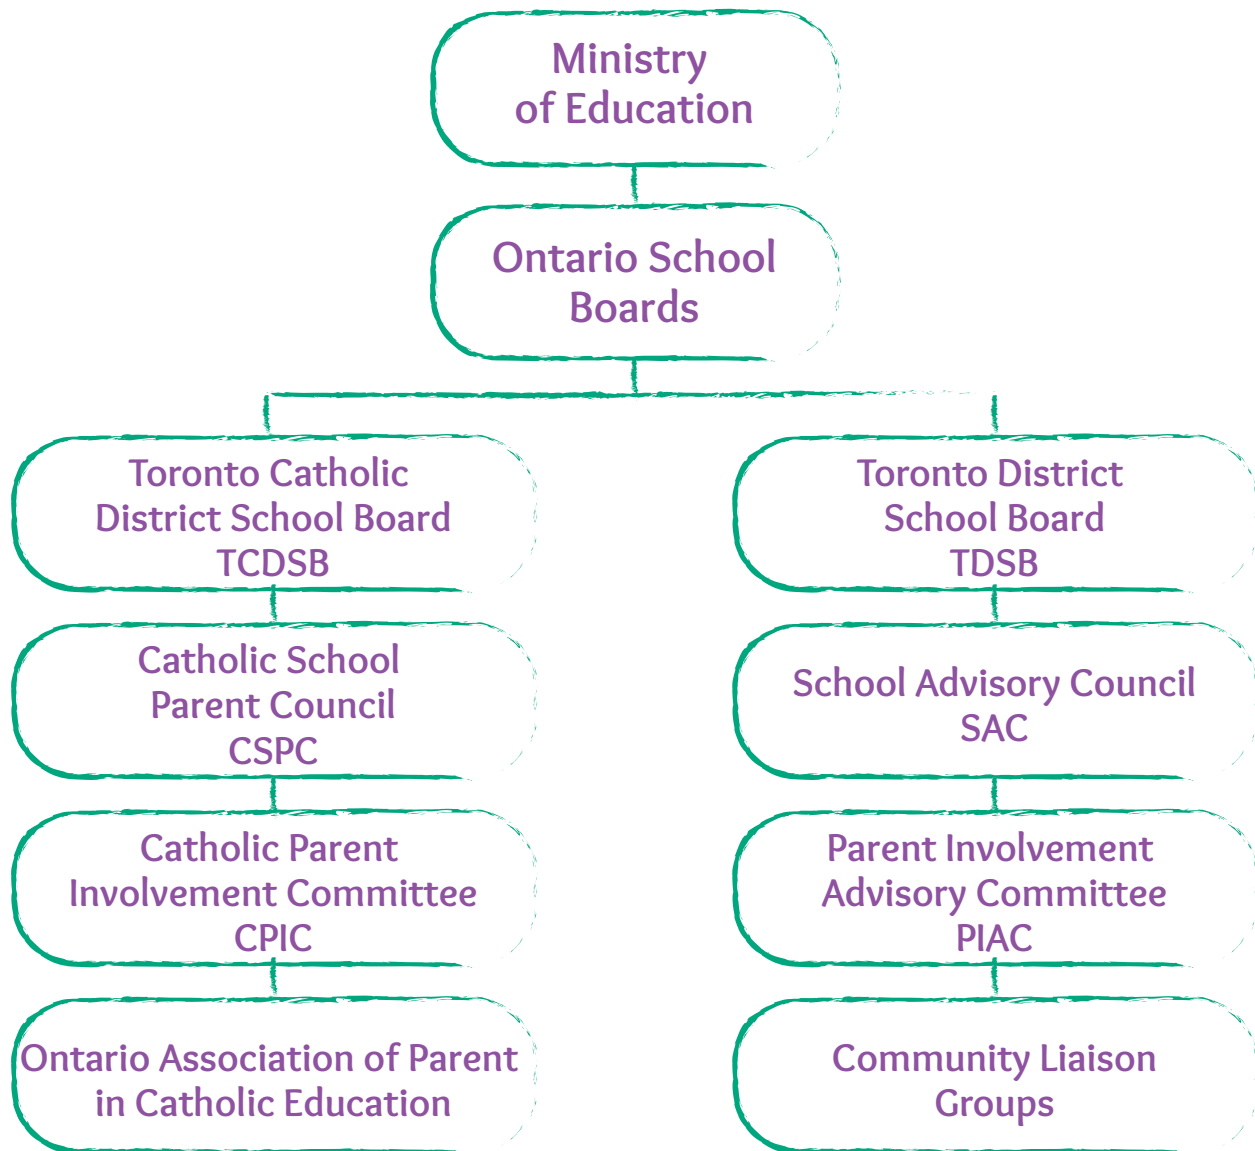 Ministry
of Education
Ontario School
Boards
Toronto Catholic
District School Board
TCDSB
Toronto District
School Board
TDSB
Catholic School
Parent Council
CSPC
School Advisory Council
SAC
Catholic Parent
Involvement Committee
CPIC
Parent Involvement
Advisory Committee
PIAC
Ontario Association of Parent
in Catholic Education
Community Liaison
Groups